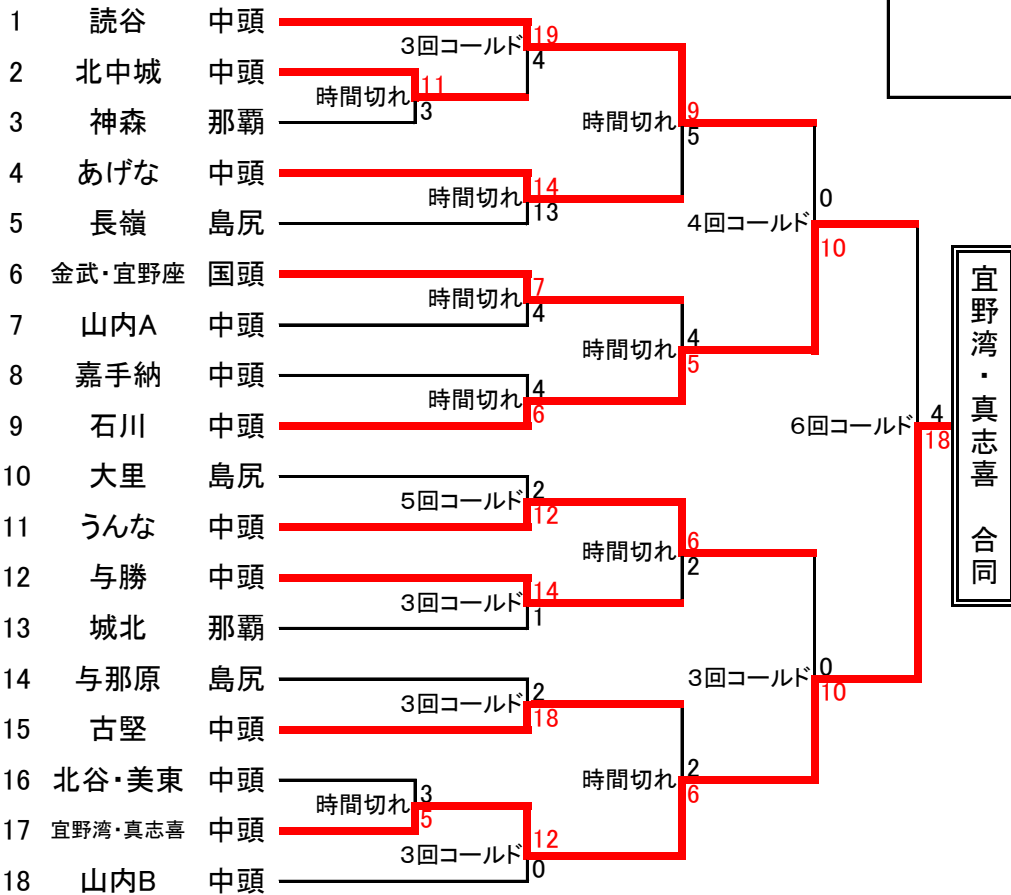 1 読谷 中頭
2 北中城 中頭
3 神森 那覇
4 あげな 中頭
5 長嶺 島尻
6 金武・宜野座 国頭
7 山内A 中頭
8 嘉手納 中頭
9 石川 中頭
10 大里 島尻
11 うんな 中頭
12 与勝 中頭
13 城北 那覇
14 与那原 島尻
15 古堅 中頭
16 北谷・美東 中頭
17 宜野湾・真志喜 中頭
18 山内B 中頭
時間切れ
11
3
時間切れ
3
5
3回コールド
19
4
時間切れ
14
13
時間切れ
7
4
時間切れ
4
6
5回コールド
2
12
3回コールド
14
1
3回コールド
2
18
3回コールド
12
0
時間切れ
9
5
時間切れ
4
5
時間切れ
6
2
時間切れ
2
6
4回コールド
0
10
3回コールド
0
10
6回コールド
4
18
宜野湾・真志喜 合同